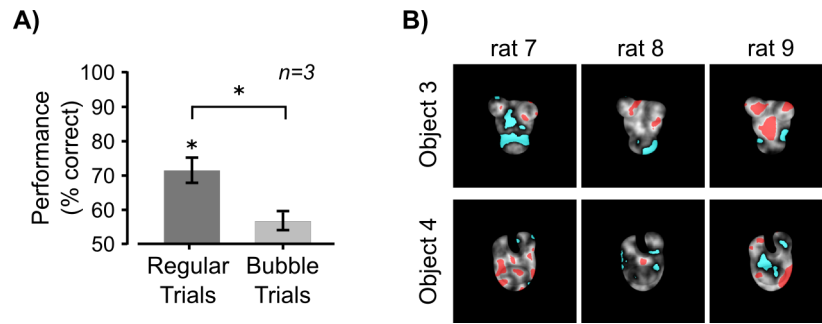 A)
n=3
*
*
Performance
(% correct)
100
90
80
70
60
50
Regular
Trials
Bubble
Trials
B)
rat 7
rat 8
rat 9
Object 3
Object 4